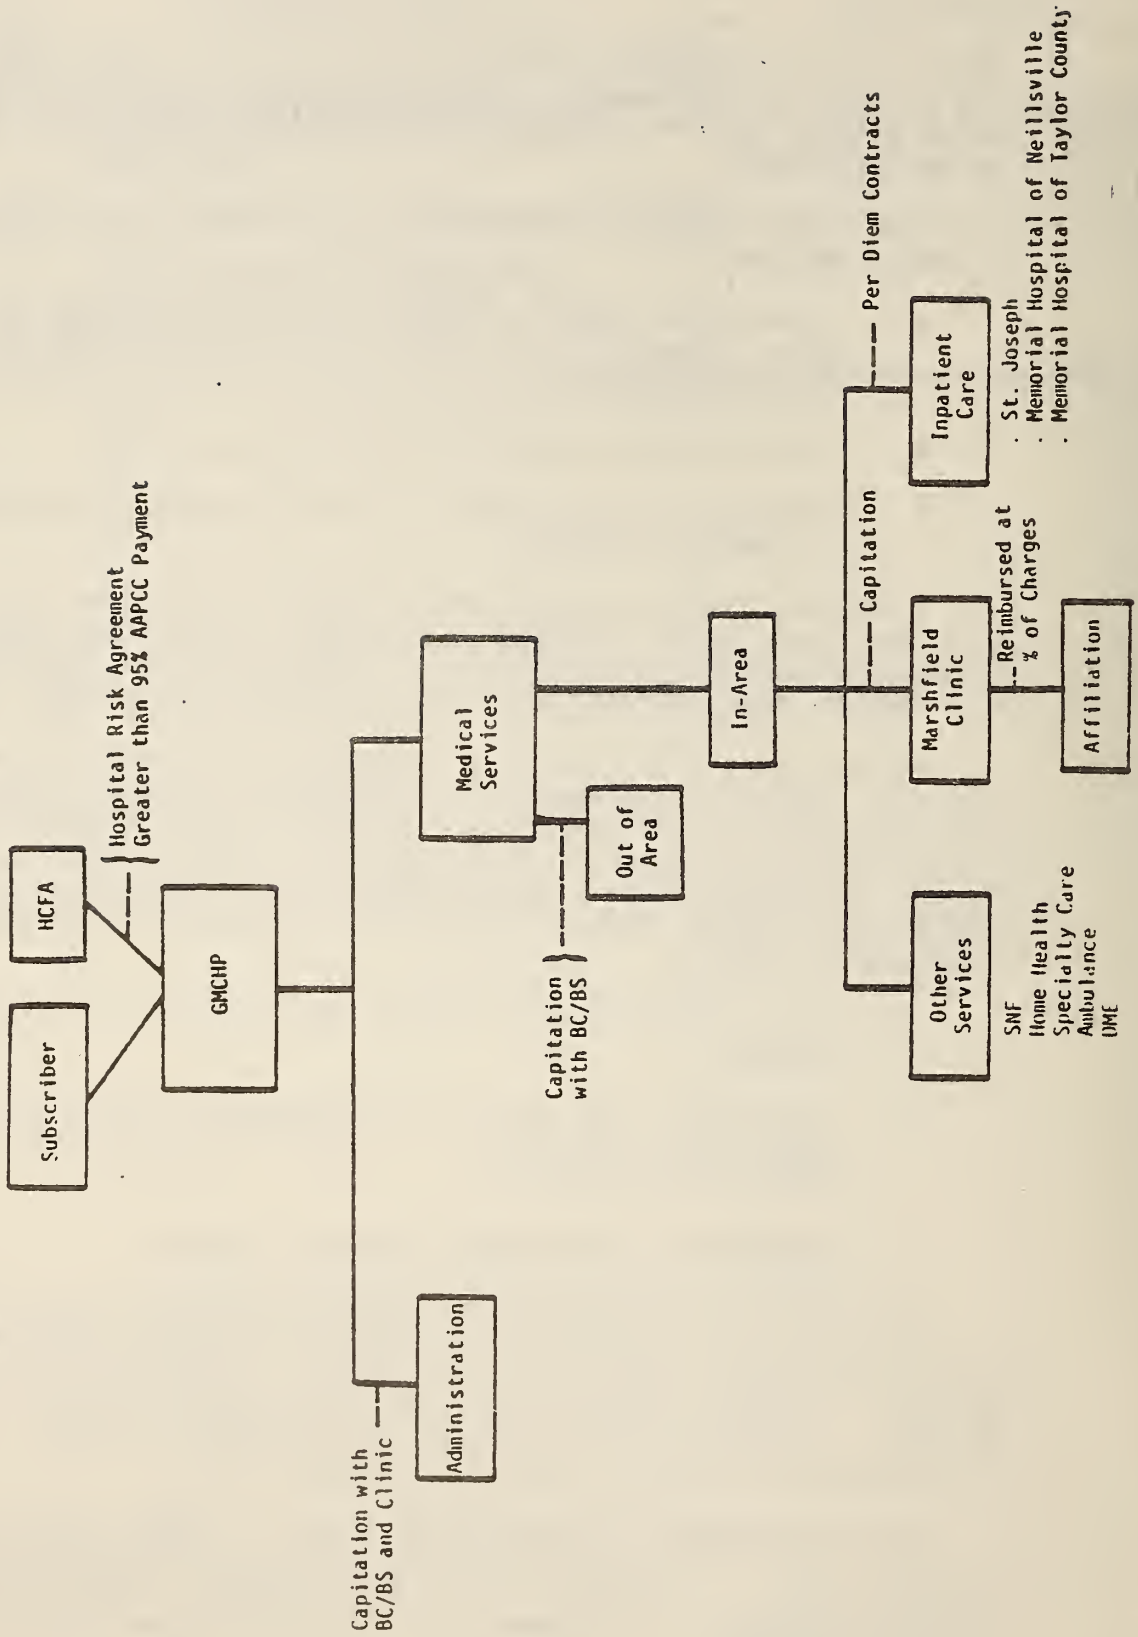 Subscriber
HCFA
Hospital Risk Agreement
Greater than 95% AAPCC Payment
GMCHP
Capitation with
BC/BS and Clinic
Administration
Medical
Services
Capitation
with BC/BS
Out of
Area
In-Area
Capitation
Per Diem Contracts
Other
Services
SNF
Home Health
Specialty Care
Ambulance
DME
Marshfield
Clinic
Reimbursed at
% of Charges
Affiliation
Inpatient
Care
. St. Joseph
. Memorial Hospital of Neillsville
. Memorial Hospital of Taylor County